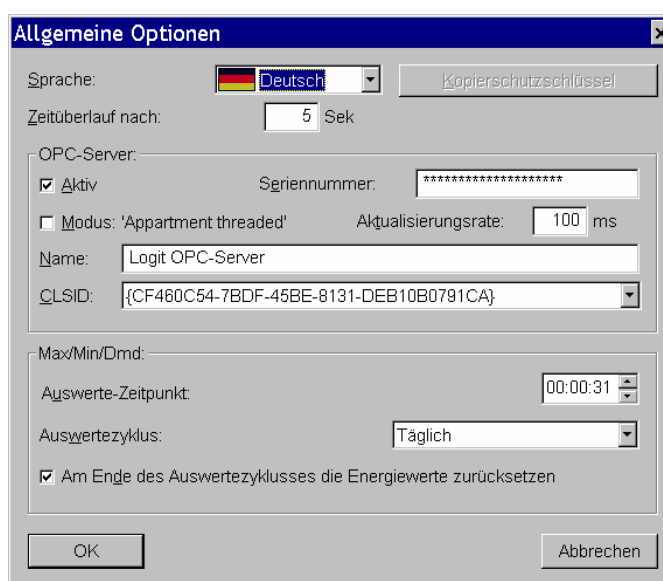 Allgemeine Optionen
Sprache: Deutsch Kopierschutzschlüssel
Zeitüberlauf nach: 5 Sek
OPC-Server:
Aktiv Seriennummer: ********************
Modus: 'Appartment threaded' Aktualisierungsrate: 100 ms
Name: Logit OPC-Server
CLSID: {CF460C54-7BDF-45BE-8131-DEB10B0791CA}
Max/Min/Dmd:
Auswerte-Zeitpunkt: 00:00:31
Auswertezyklus: Täglich
Am Ende des Auswertezyklusses die Energiewerte zurücksetzen
OK Abbrechen